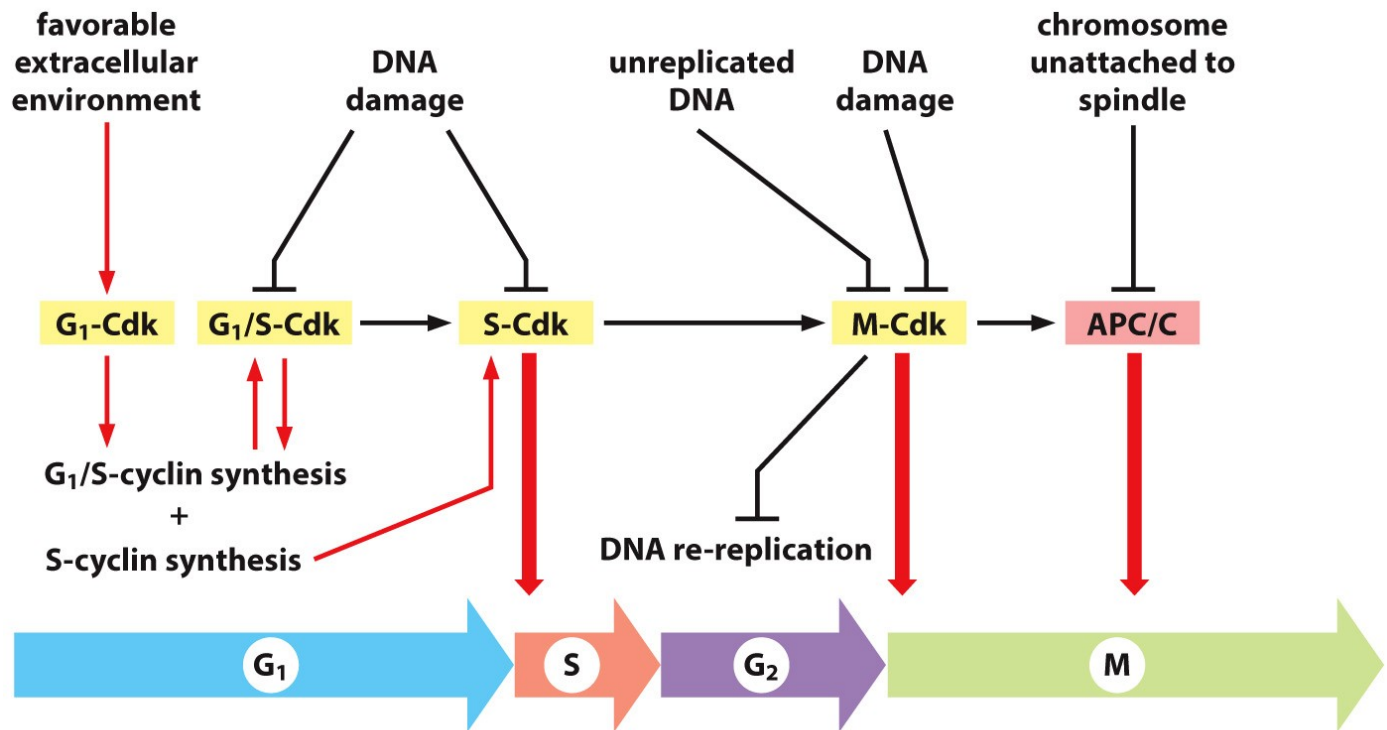 favorable
extracellular
environment
DNA
damage
unreplicated
DNA
DNA
damage
chromosome
unattached to
spindle
G₁-Cdk
G₁/S-Cdk
S-Cdk
M-Cdk
APC/C
G₁/S-cyclin synthesis
+
S-cyclin synthesis
DNA re-replication
G₁
S
G₂
M